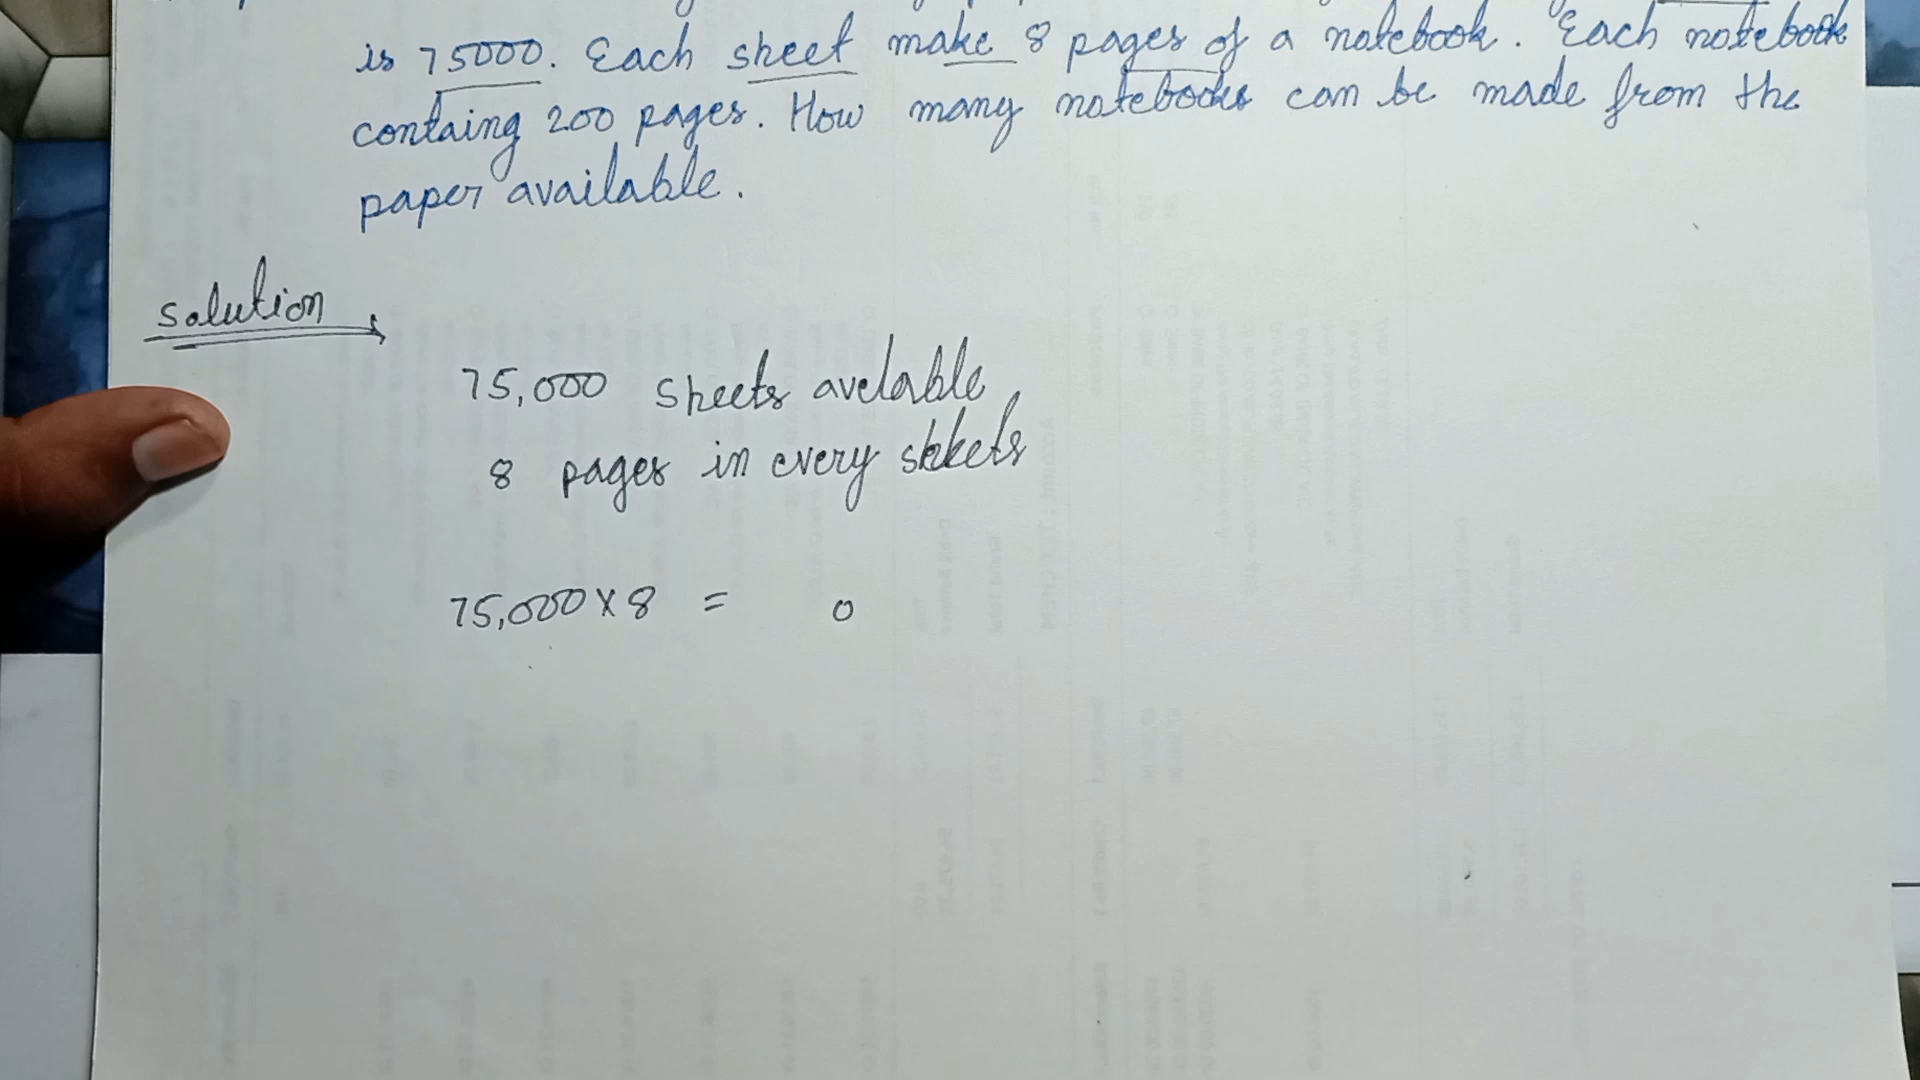 is 75000. Each sheet make 8 pages of a notebook. Each notebook
containg 200 pages. How many notebooks can be made from the
paper available.
solution
75,000 sheets avelable
8 pages in every
75,000 x 8 = 0